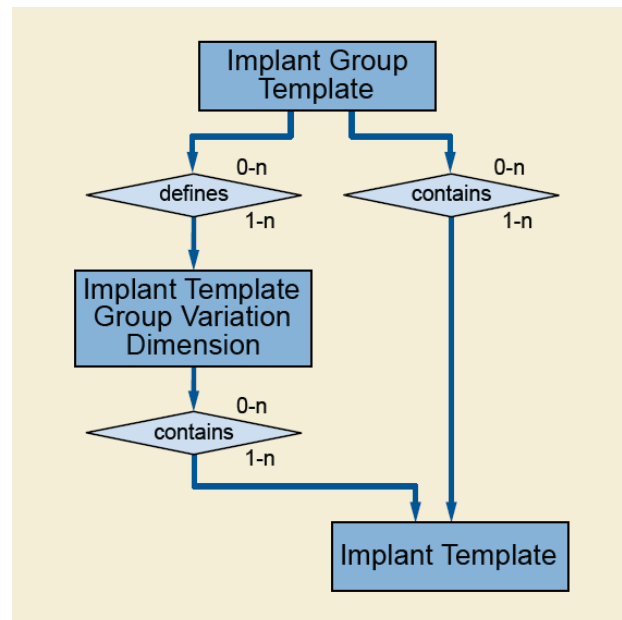 Implant Group
Template
0-n
0-n
defines
contains
1-n
1-n
Implant Template
Group Variation
Dimension
0-n
contains
1-n
Implant Template